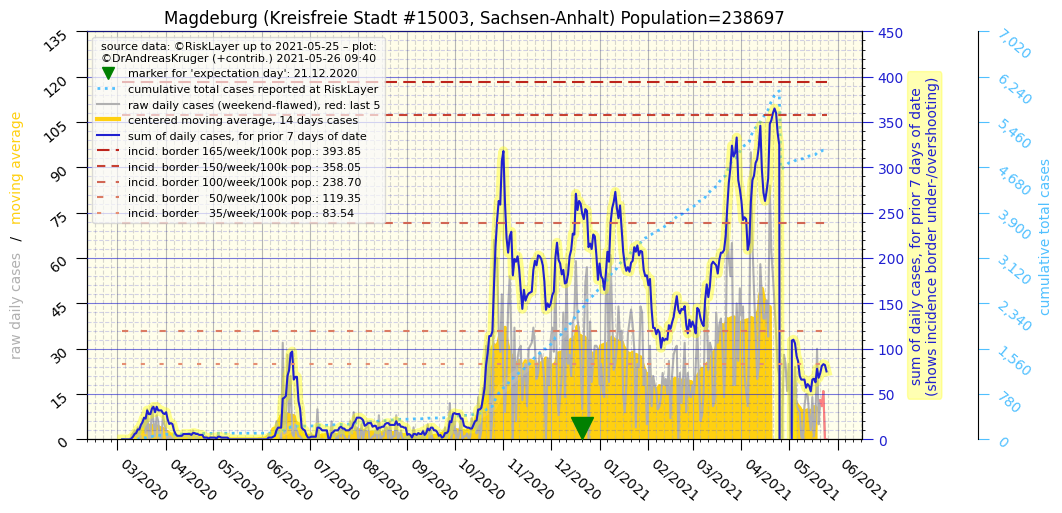 Magdeburg (Kreisfreie Stadt #15003, Sachsen-Anhalt) Population=238697
source data: ©RiskLayer up to 2021-05-25 – plot:
©DrAndreasKruger (+contrib.) 2021-05-26 09:40
marker for 'expectation day': 21.12.2020
cumulative total cases reported at RiskLayer
raw daily cases (weekend-flawed), red: last 5
centered moving average, 14 days cases
sum of daily cases, for prior 7 days of date
incid. border 165/week/100k pop.: 393.85
incid. border 150/week/100k pop.: 358.05
incid. border 100/week/100k pop.: 238.70
incid. border 50/week/100k pop.: 119.35
incid. border 35/week/100k pop.: 83.54
raw daily cases / moving average
135
120
105
90
75
60
45
30
15
0
03/2020
04/2020
05/2020
06/2020
07/2020
08/2020
09/2020
10/2020
11/2020
12/2020
01/2021
02/2021
03/2021
04/2021
05/2021
06/2021
450
400
350
300
250
200
150
100
50
0
sum of daily cases, for prior 7 days of date
(shows incidence border under-/overshooting)
7,020
6,240
5,460
4,680
3,900
3,120
2,340
1,560
780
0
cumulative total cases